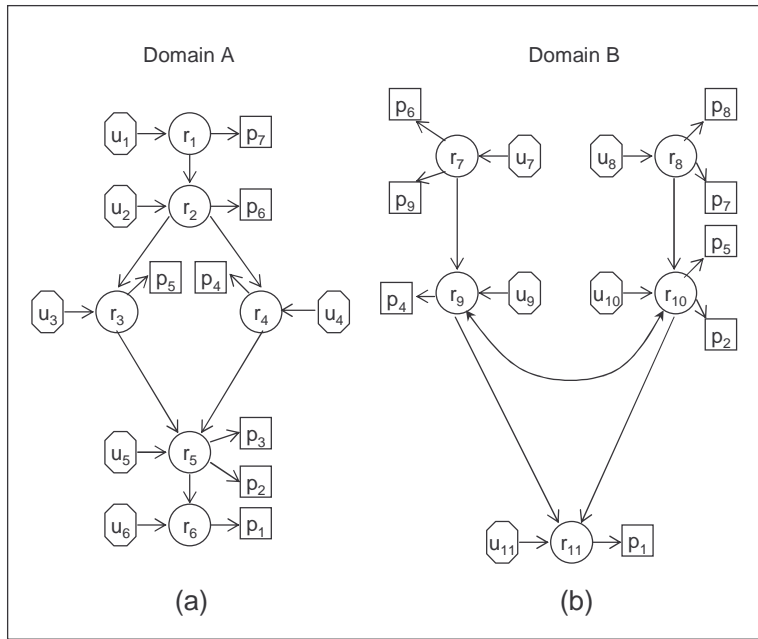 Domain A
Domain B
p₆
p₈
u₁ r₁ p₇
r₇ u₇
u₈ r₈
p₉
p₇
u₂ r₂ p₆
p₅
p₅ p₄
p₄ r₉ u₉
u₁₀ r₁₀
u₃ r₃
r₄ u₄
p₂
p₃
u₅ r₅
p₂
u₆ r₆ p₁
u₁₁ r₁₁ p₁
(a)
(b)